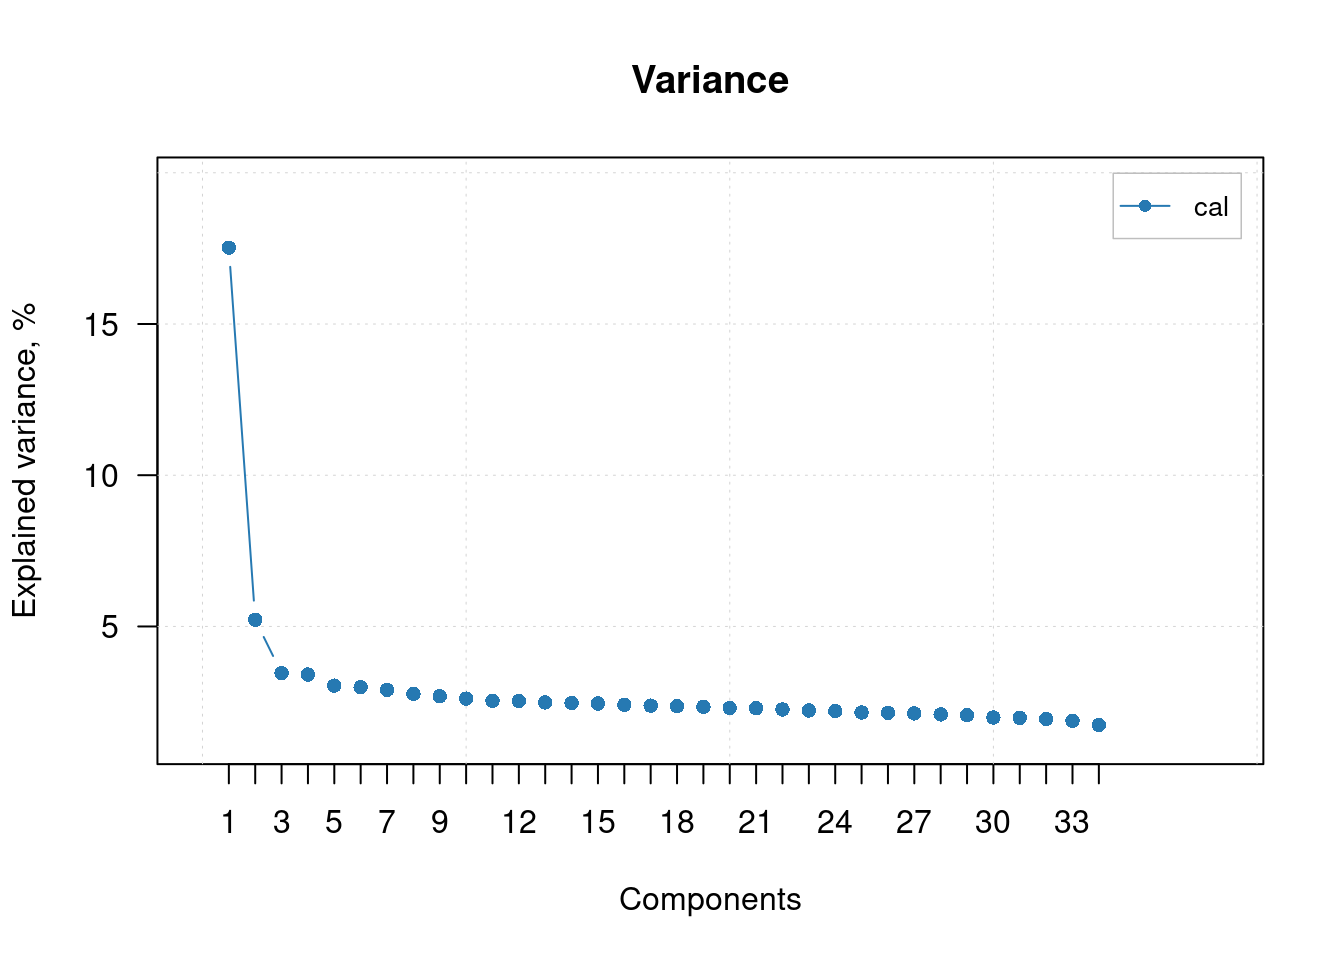 Variance
cal
Explained variance, %
15
10
5
1 3 5 7 9 12 15 18 21 24 27 30 33
Components